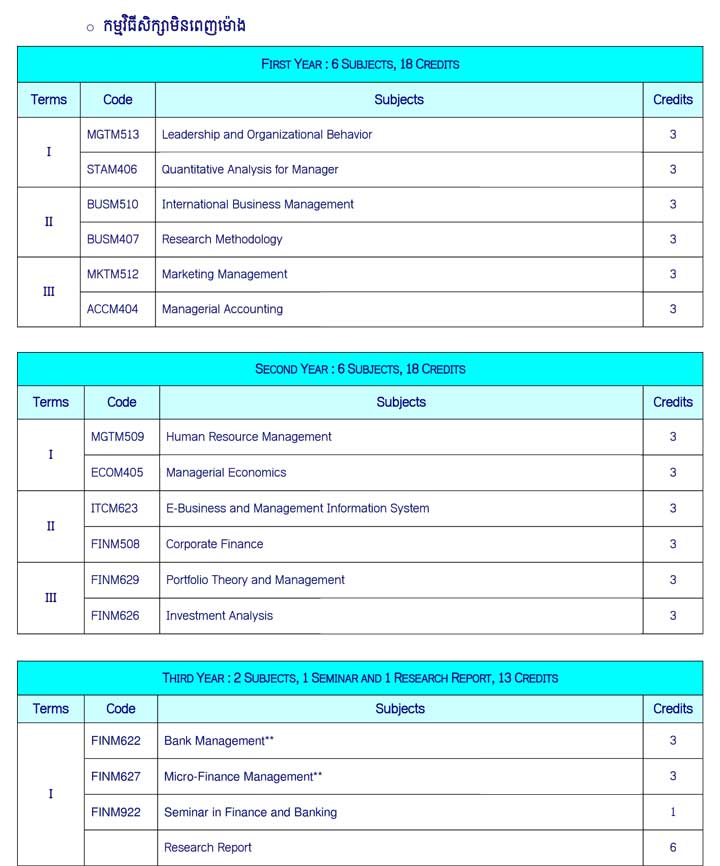 កម្មវិធីសិក្សាមិនពេញម៉ោង
FIRST YEAR : 6 SUBJECTS, 18 CREDITS
Terms Code Subjects Credits
I
MGTM513 Leadership and Organizational Behavior 3
STAM406 Quantitative Analysis for Manager 3
II
BUSM510 International Business Management 3
BUSM407 Research Methodology 3
III
MKTM512 Marketing Management 3
ACCM404 Managerial Accounting 3
SECOND YEAR : 6 SUBJECTS, 18 CREDITS
Terms Code Subjects Credits
I
MGTM509 Human Resource Management 3
ECOM405 Managerial Economics 3
II
ITCM623 E-Business and Management Information System 3
FINM508 Corporate Finance 3
III
FINM629 Portfolio Theory and Management 3
FINM626 Investment Analysis 3
THIRD YEAR : 2 SUBJECTS, 1 SEMINAR AND 1 RESEARCH REPORT, 13 CREDITS
Terms Code Subjects Credits
I
FINM622 Bank Management** 3
FINM627 Micro-Finance Management** 3
FINM922 Seminar in Finance and Banking 1
Research Report 6